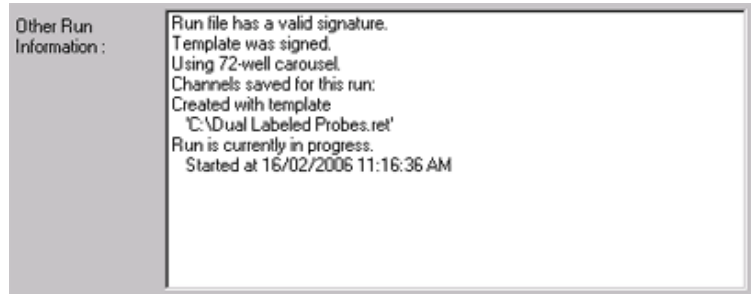 Other Run
Information :
Run file has a valid signature.
Template was signed.
Using 72-well carousel.
Channels saved for this run:
Created with template
'C:\Dual Labeled Probes.ret'
Run is currently in progress.
Started at 16/02/2006 11:16:36 AM